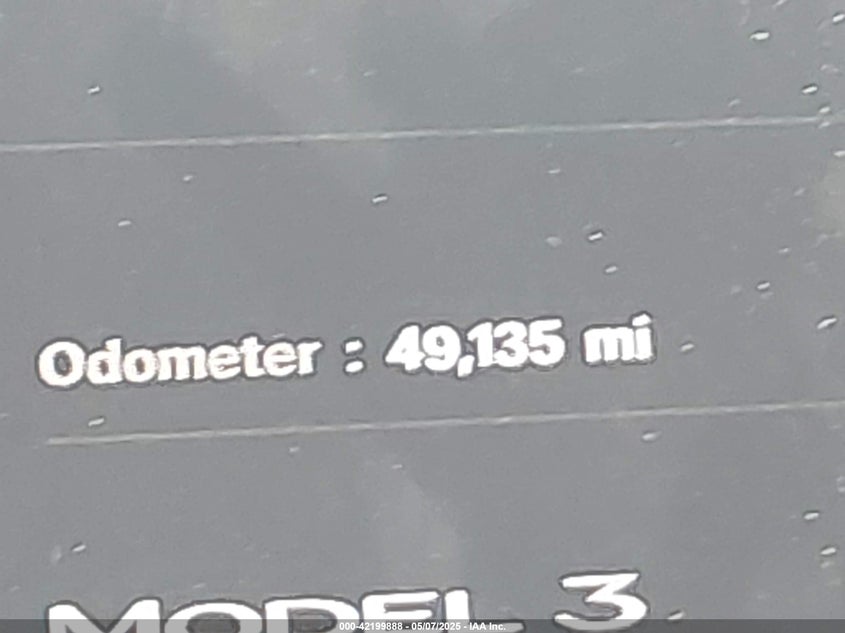 Odometer : 49,135 mi
MODEL 3
000-42199888 - 05/07/2025 - IAA Inc.